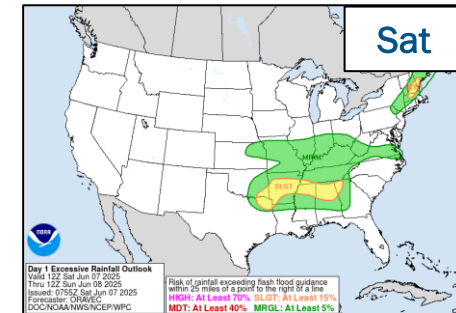 Sat
MRGL
SLGT
NOAA
Day 1 Excessive Rainfall Outlook
Valid 12Z Sat Jun 07 2025
Thru 12Z Sun Jun 08 2025
Issued: 0755Z Sat Jun 07 2025
Forecaster: ORAVEC
DOC/NOAA/NWS/NCEP/WPC
Risk of rainfall exceeding flash flood guidance
within 25 miles of a point to the right of a line
HIGH: At Least 70% SLGT: At Least 15%
MDT: At Least 40% MRGL: At Least 5%